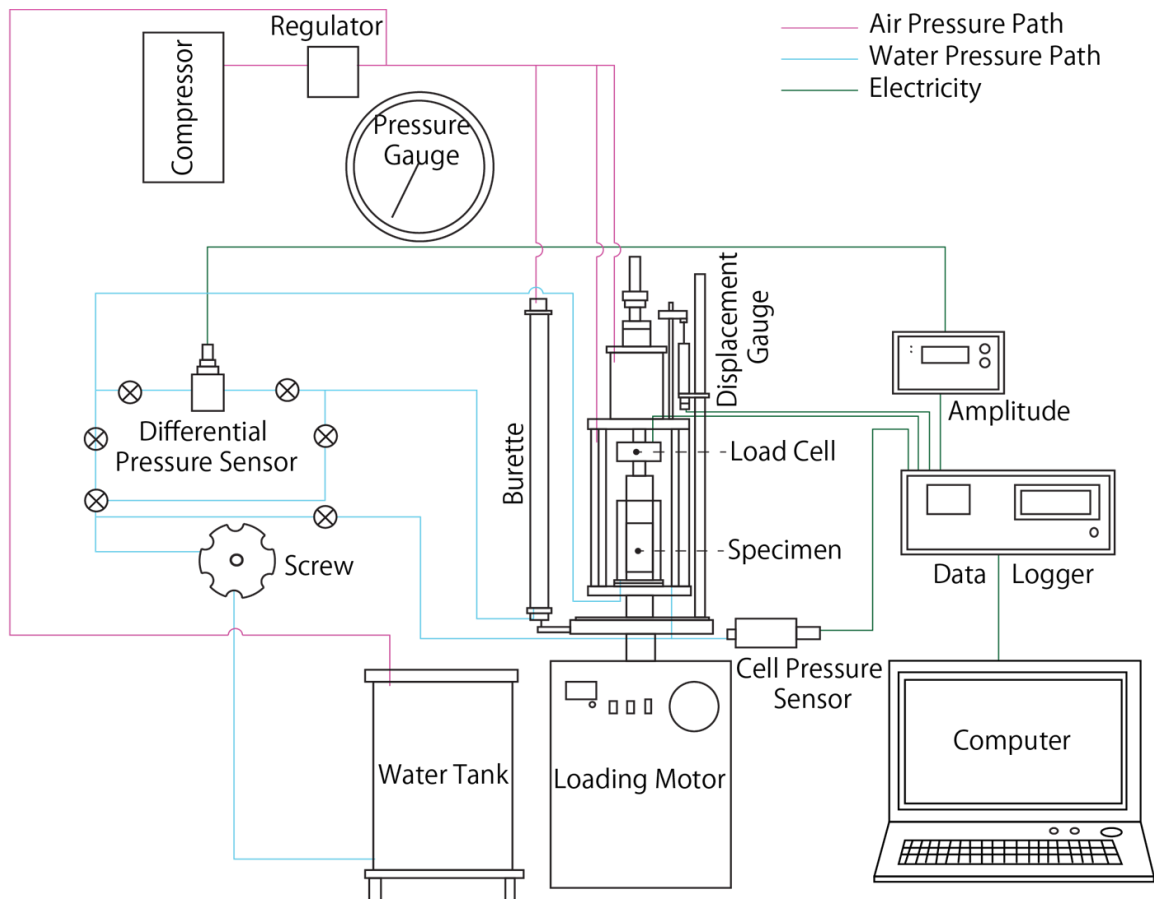 Regulator
Compressor
Pressure
Gauge
Air Pressure Path
Water Pressure Path
Electricity
Displacement
Gauge
Amplitude
Differential
Pressure Sensor
Burette
Load Cell
Specimen
Screw
Data Logger
Cell Pressure
Sensor
Water Tank
Loading Motor
Computer